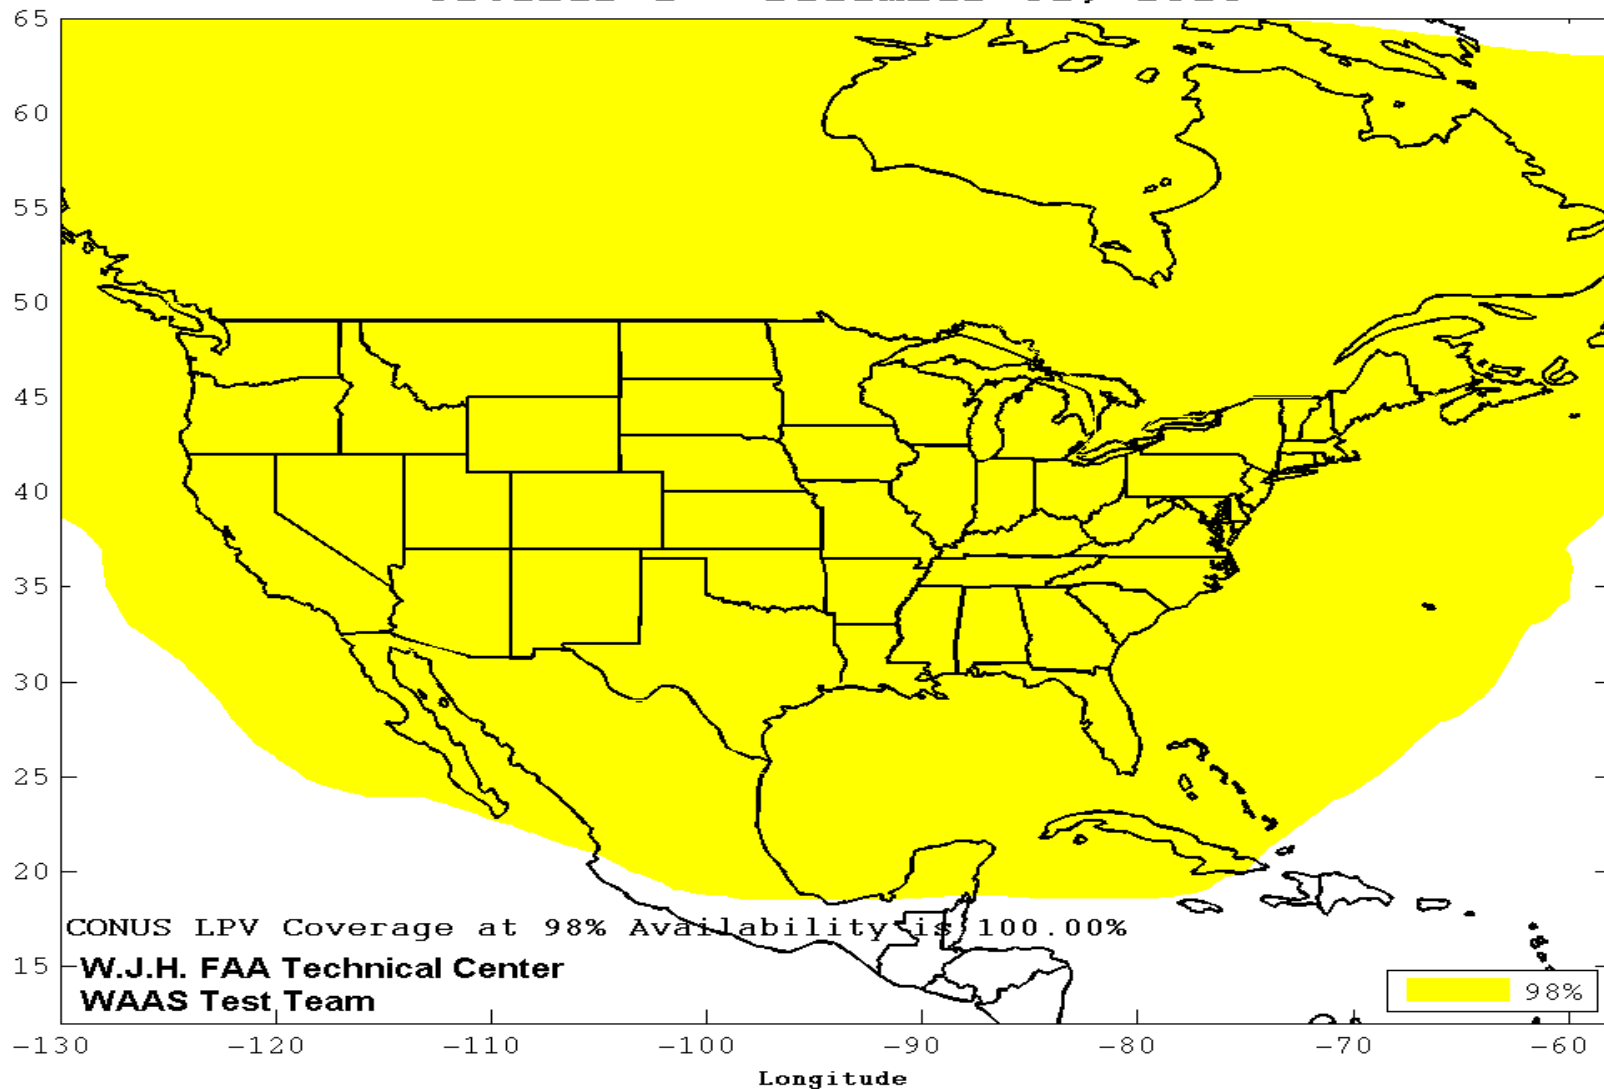 65
60
55
50
45
40
35
30
25
20
15
CONUS LPV Coverage at 98% Availability is 100.00%
W.J.H. FAA Technical Center
WAAS Test Team
98%
-130 -120 -110 -100 -90 -80 -70 -60
Longitude